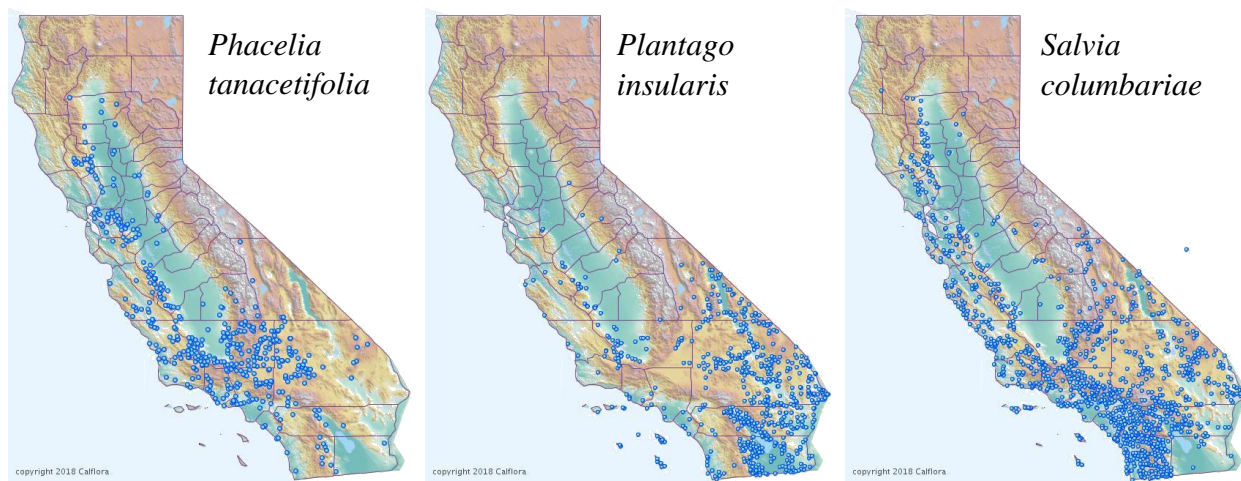 Phacelia
tanacetifolia
Plantago
insularis
Salvia
columbariae
copyright 2018 Calflora
copyright 2018 Calflora
copyright 2018 Calflora